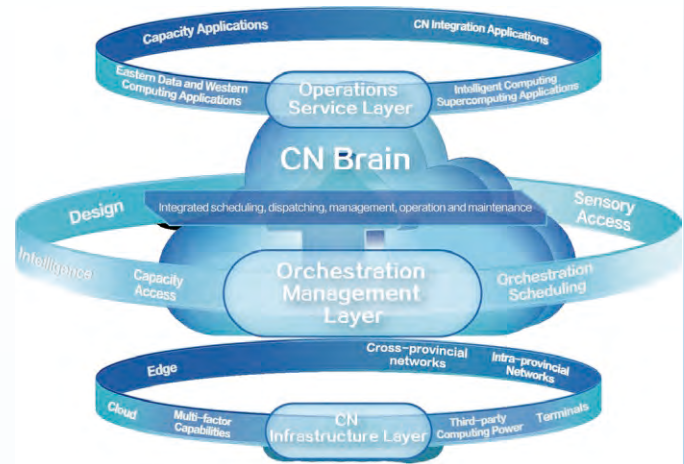 Capacity Applications
CN Integration Applications
Eastern Data and Western
Computing Applications
Operations
Service Layer
Intelligent Computing
Supercomputing Applications
CN Brain
Integrated scheduling, dispatching, management, operation and maintenance
Design
Sensory
Access
Intelligence
Capacity
Access
Orchestration
Management
Layer
Orchestration
Scheduling
Cross-provincial
networks
Intra-provincial
Networks
Edge
Cloud
Multi-factor
Capabilities
CN
Infrastructure Layer
Third-party
Computing Power
Terminals